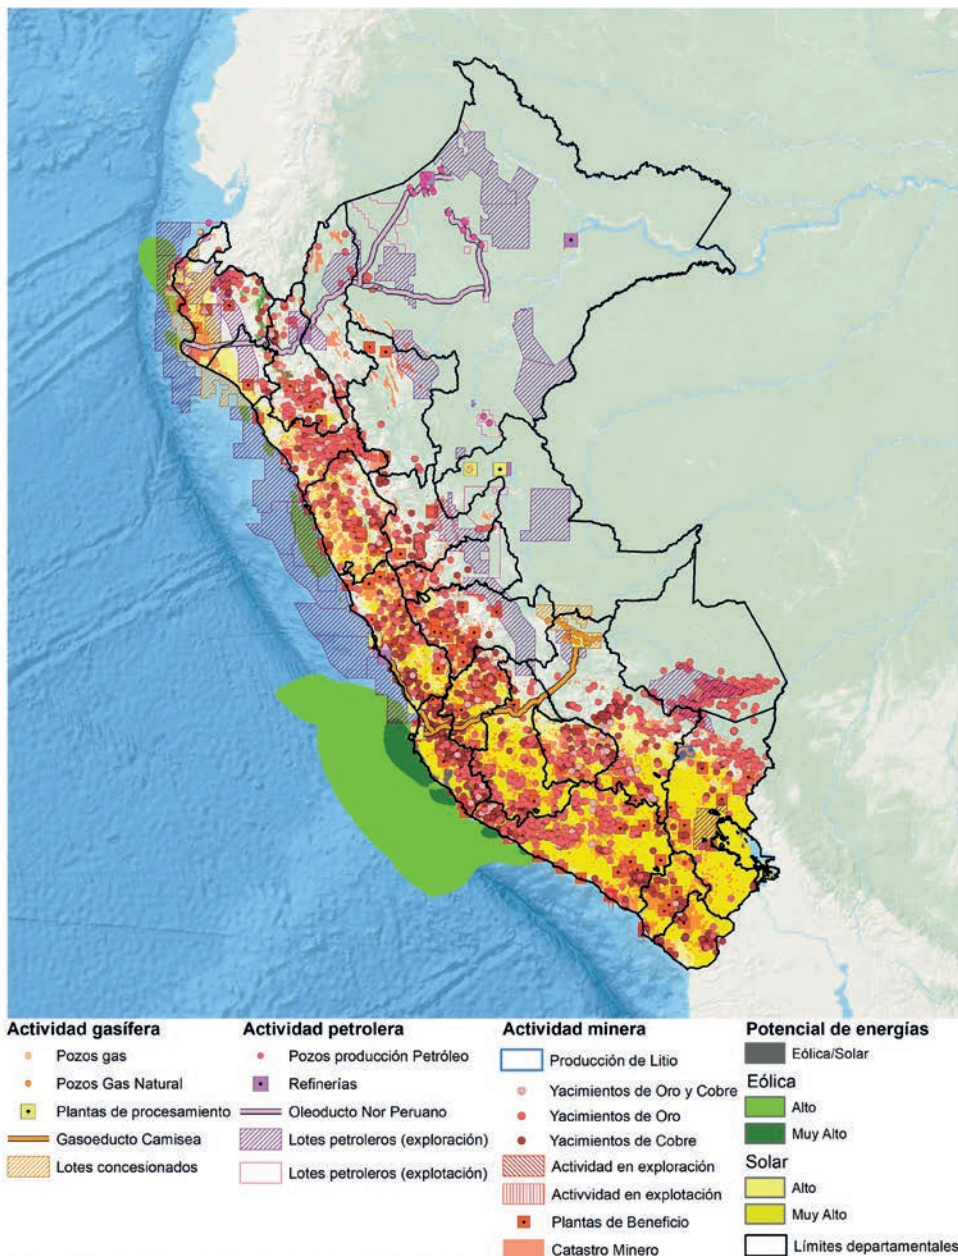 Actividad gasífera
Pozos gas
Pozos Gas Natural
Plantas de procesamiento
Gasoeducto Camisea
Lotes concesionados
Actividad petrolera
Pozos producción Petróleo
Refinerías
Oleoducto Nor Peruano
Lotes petroleros (exploración)
Lotes petroleros (explotación)
Actividad minera
Producción de Litio
Yacimientos de Oro y Cobre
Yacimientos de Oro
Yacimientos de Cobre
Actividad en exploración
Activvidad en explotación
Plantas de Beneficio
Catastro Minero
Potencial de energías
Eólica/Solar
Eólica
Alto
Muy Alto
Solar
Alto
Muy Alto
Límites departamentales